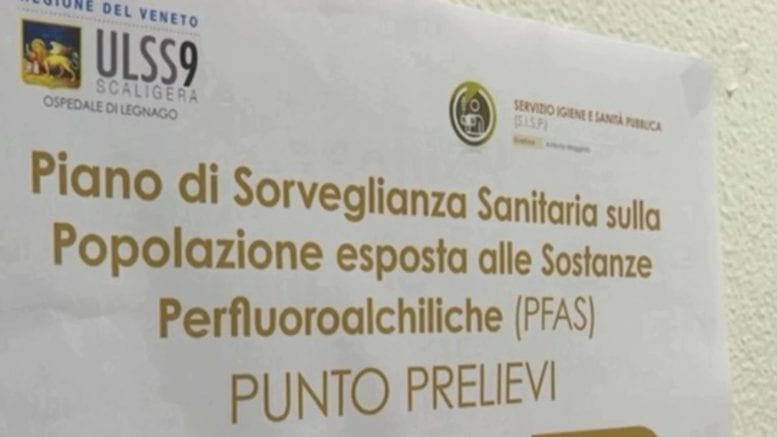 REGIONE DEL VENETO
ULSS9
SCALIGERA
OSPEDALE DI LEGNAGO
SERVIZIO IGIENE E SANITÀ PUBBLICA
(S.I.S.P.)
Piano di Sorveglianza Sanitaria sulla
Popolazione esposta alle Sostanze
Perfluoroalchiliche (PFAS)
PUNTO PRELIEVI